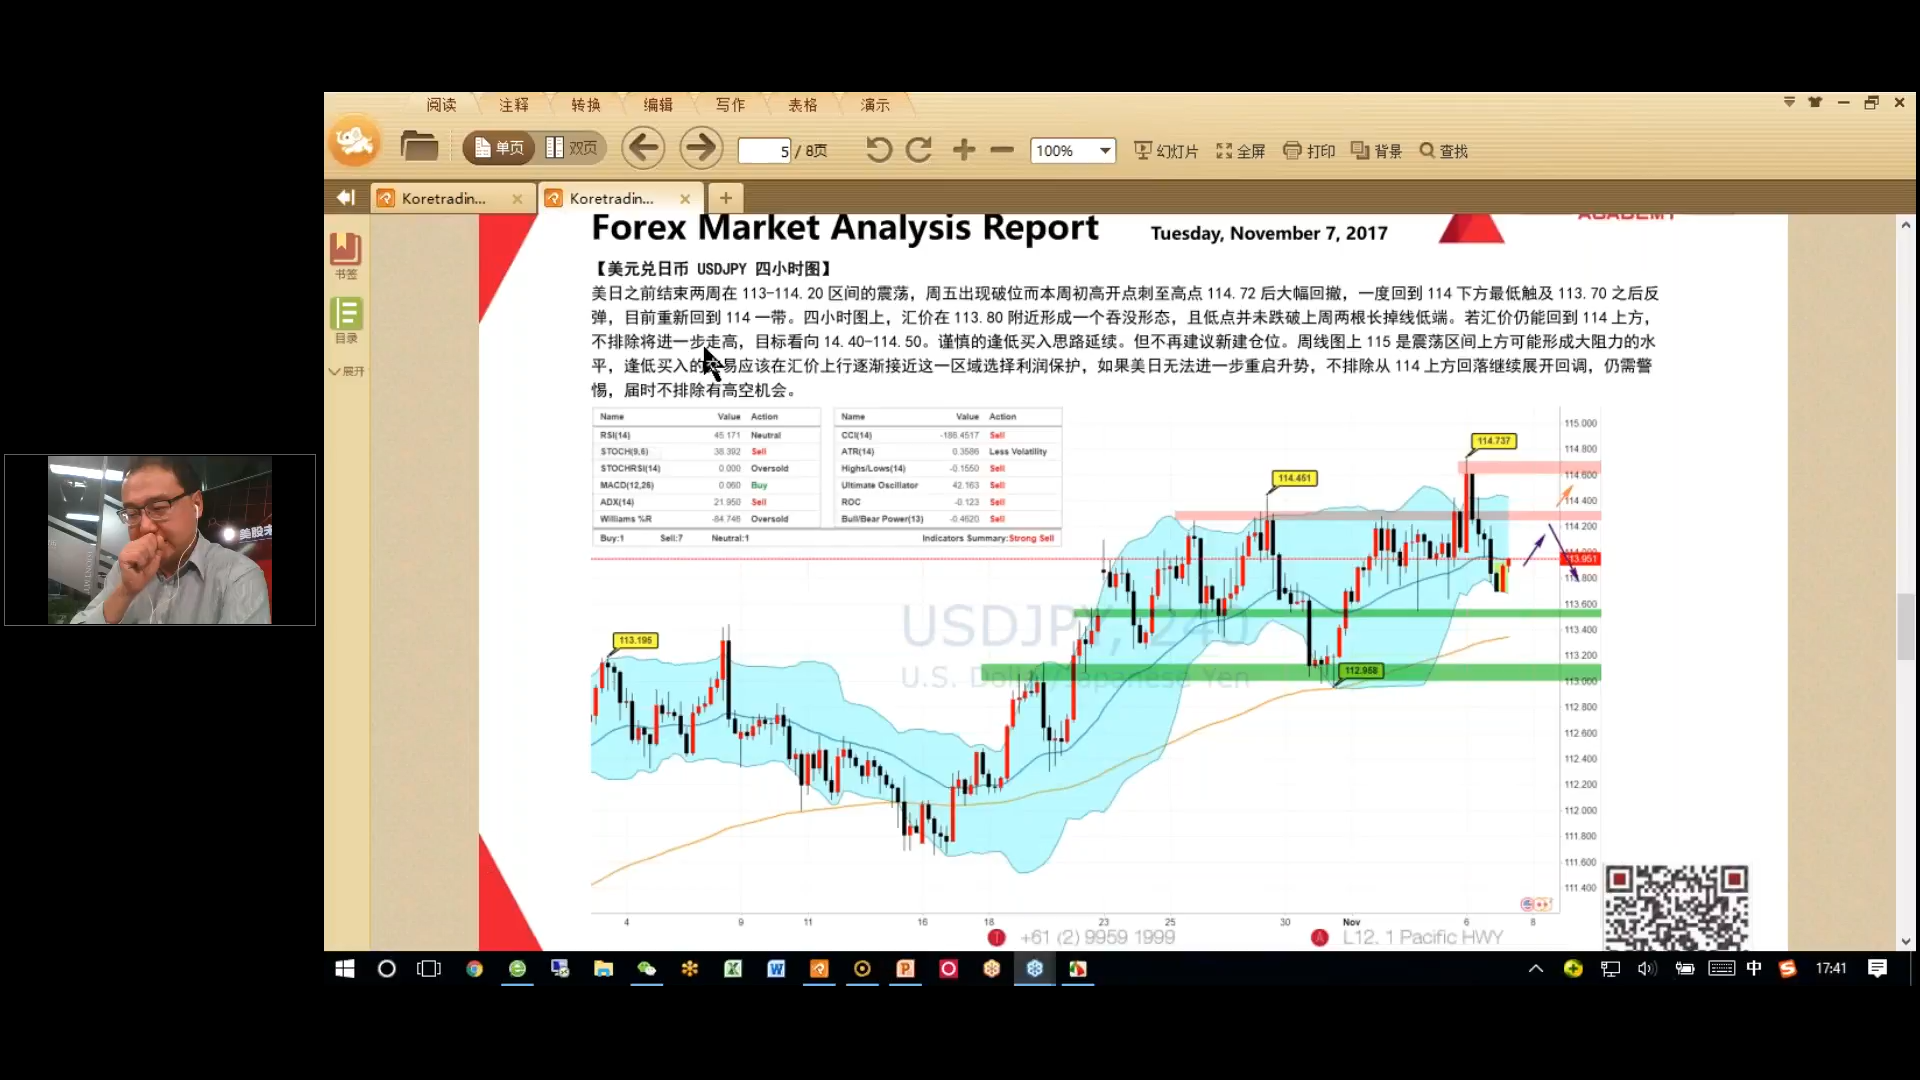 阅读 注释 转换 编辑 写作 表格 演示
单页 双页 5 / 8页 100% 幻灯片 全屏 打印 背景 查找
Koretradin... Koretradin...
书签
目录
展开
Forex Market Analysis Report Tuesday, November 7, 2017
【美元兑日币 USDJPY 四小时图】
美日之前结束两周在 113-114.20 区间的震荡，周五出现破位而本周初高开点刺至高点 114.72 后大幅回撤，一度回到 114 下方最低触及 113.70 之后反
弹，目前重新回到 114 一带。四小时图上，汇价在 113.80 附近形成一个吞没形态，且低点并未跌破上周两根长掉线低端。若汇价仍能回到 114 上方，
不排除将进一步走高，目标看向 14.40-114.50。谨慎的逢低买入思路延续。但不再建议新建仓位。周线图上 115 是震荡区间上方可能形成大阻力的水
平，逢低买入的 易应该在汇价上行逐渐接近这一区域选择利润保护，如果美日无法进一步重启升势，不排除从 114 上方回落继续展开回调，仍需警
惕，届时不排除有高空机会。
Name Value Action
RSI(14) 45.171 Neutral
STOCH(9,6) 38.392 Sell
STOCHRSI(14) 0.000 Oversold
MACD(12,26) 0.060 Buy
ADX(14) 21.950 Sell
Williams %R -84.746 Oversold
Buy:1 Sell:7 Neutral:1
Name Value Action
CCI(14) -186.4517 Sell
ATR(14) 0.3586 Less Volatility
Highs/Lows(14) -0.1550 Sell
Ultimate Oscillator 42.163 Sell
ROC -0.123 Sell
Bull/Bear Power(13) -0.4620 Sell
Indicators Summary:Strong Sell
114.737
114.451
113.195
112.958
USDJPY, 240
U.S. Dollar/Japanese Yen
115.000
114.800
114.600
114.400
114.200
114.000
113.951
113.800
113.600
113.400
113.200
113.000
112.800
112.600
112.400
112.200
112.000
111.800
111.600
111.400
4 9 11 16 18 23 25 30 Nov 6 8
T +61 (2) 9959 1999 A L12, 1 Pacific HWY
美股
中 17:41